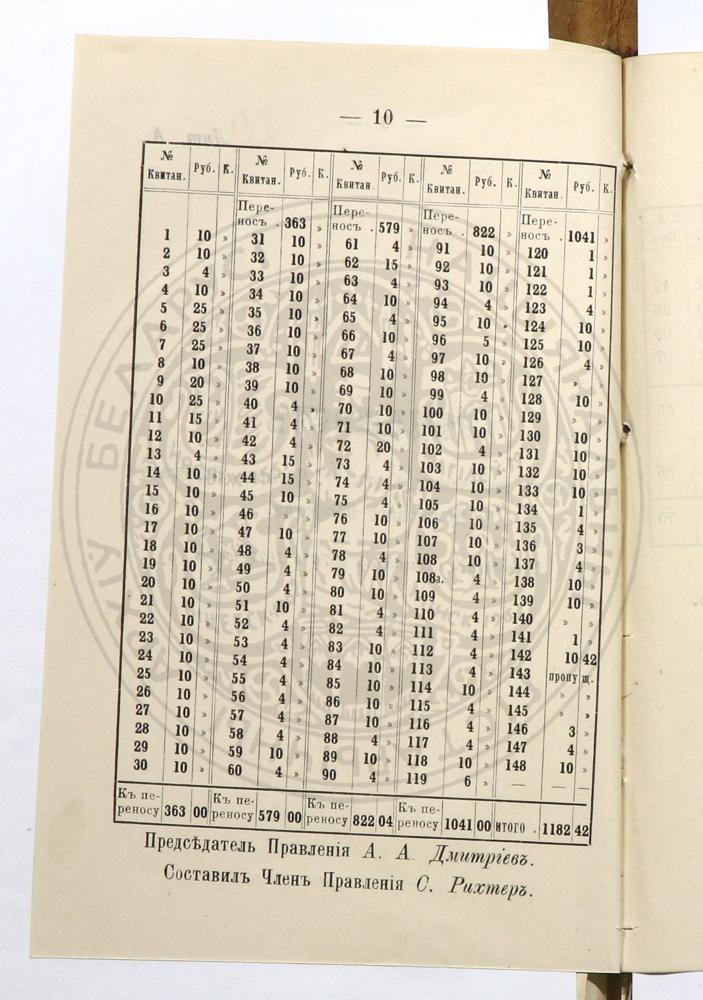 — 10 —
№ Квитан. Руб. К. № Квитан. Руб. К. № Квитан. Руб. К. № Квитан. Руб. К. № Квитан. Руб. К.
Пере-носъ . 363 » Пере-носъ . 579 » Пере-носъ . 822 » Пере-носъ . 1041 »
1 10 » 31 10 » 61 4 » 91 10 » 120 1 »
2 10 » 32 10 » 62 15 » 92 10 » 121 1 »
3 4 » 33 10 » 63 4 » 93 10 » 122 1 »
4 10 » 34 10 » 64 10 » 94 4 » 123 4 »
5 25 » 35 10 » 65 4 » 95 10 » 124 10 »
6 25 » 36 10 » 66 10 » 96 5 » 125 10 »
7 25 » 37 10 » 67 4 » 97 10 » 126 4 »
8 10 » 38 10 » 68 10 » 98 10 » 127 »
9 20 » 39 10 » 69 10 » 99 4 » 128 10 »
10 25 » 40 4 » 70 10 » 100 10 » 129 » »
11 15 » 41 4 » 71 10 » 101 10 » 130 10 »
12 10 » 42 4 » 72 20 » 102 4 » 131 10 »
13 4 » 43 15 » 73 4 » 103 10 » 132 10 »
14 10 » 44 15 » 74 4 » 104 10 » 133 10 »
15 10 » 45 10 » 75 4 » 105 10 » 134 1 »
16 10 » 46 » » 76 10 » 106 10 » 135 4 »
17 10 » 47 10 » 77 10 » 107 10 » 136 3 »
18 10 » 48 4 » 78 4 » 108 10 » 137 4 »
19 10 » 49 4 » 79 10 » 108а. 4 » 138 10 »
20 10 » 50 4 » 80 10 » 109 4 » 139 10 »
21 10 » 51 10 » 81 4 » 110 4 » 140 » »
22 10 » 52 4 » 82 4 » 111 4 » 141 1 »
23 10 » 53 4 » 83 10 » 112 4 » 142 10 42
24 10 » 54 4 » 84 10 » 113 4 » 143 пропу щ.
25 10 » 55 4 » 85 10 » 114 10 » 144 » »
26 10 » 56 4 » 86 10 » 115 4 » 145 » »
27 10 » 57 4 » 87 10 » 116 4 » 146 3 »
28 10 » 58 4 » 88 4 » 117 4 » 147 4 »
29 10 » 59 10 » 89 10 » 118 10 » 148 10 »
30 10 » 60 4 » 90 4 » 119 6 » — — —
Къ пе-реносу 363 00 Къ пе-реносу 579 00 Къ пе-реносу 822 04 Къ пе-реносу 1041 00 итого . 1182 42
Предсѣдатель Правленія А. А. Дмитріевъ.
Составилъ Членъ Правленія С. Рихтеръ.